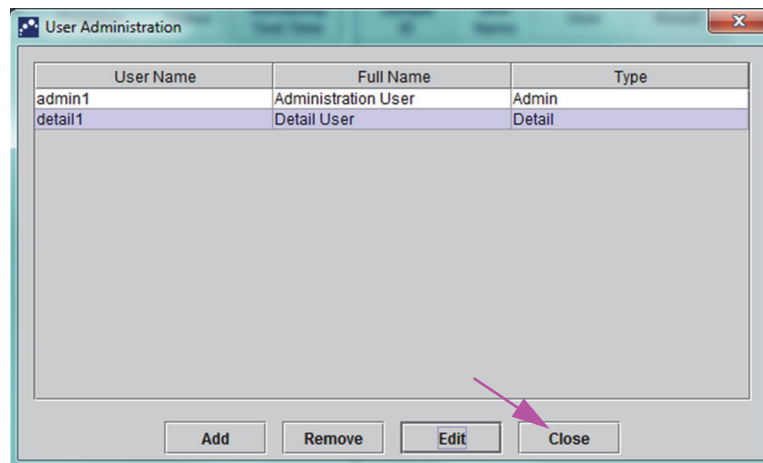 User Administration
User Name Full Name Type
admin1 Administration User Admin
detail1 Detail User Detail
Add Remove Edit Close